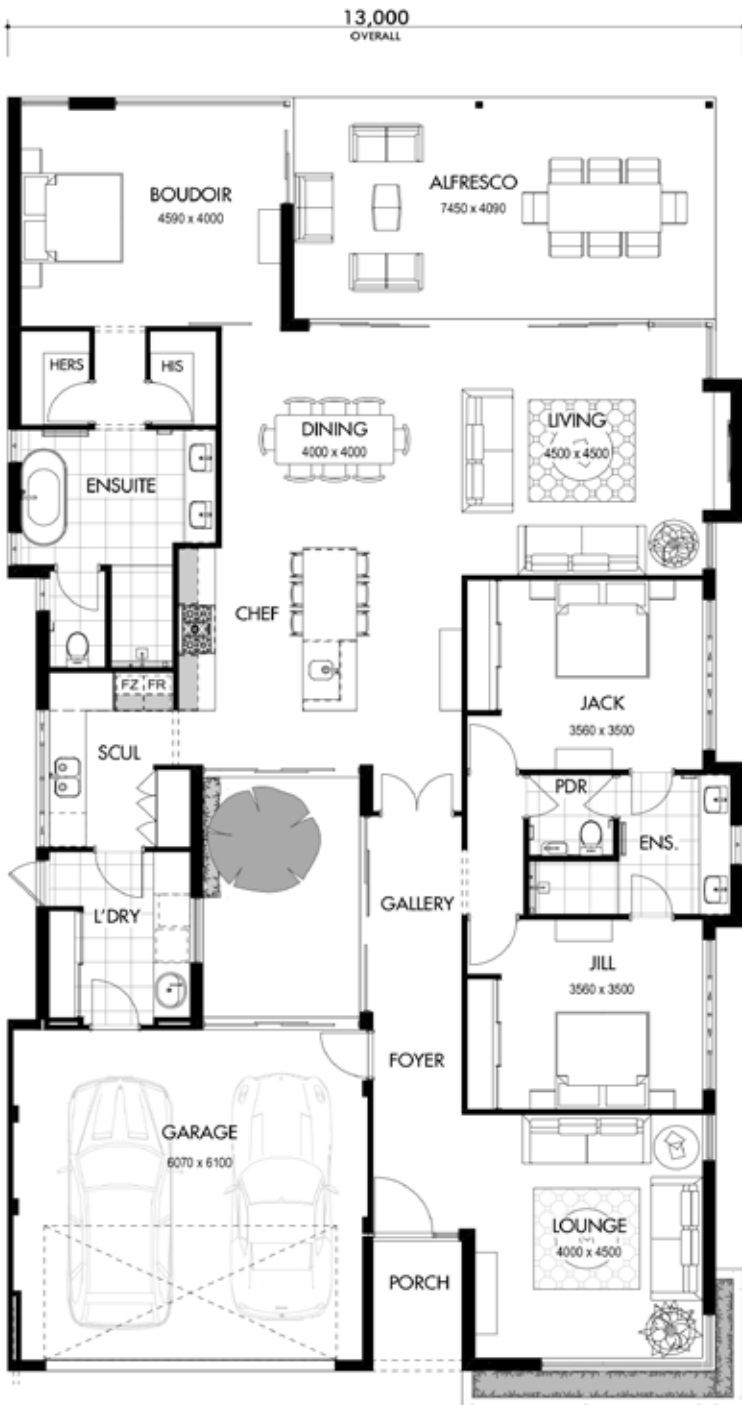 13,000
OVERALL
BOUDOIR
4590 x 4000
ALFRESCO
7450 x 4090
HERS
HIS
DINING
4000 x 4000
LIVING
4500 x 4500
ENSUITE
CHEF
FZ FR
JACK
3560 x 3500
SCUL
PDR
ENS.
GALLERY
L'DRY
JILL
3560 x 3500
FOYER
GARAGE
6070 x 6100
LOUNGE
4000 x 4500
PORCH